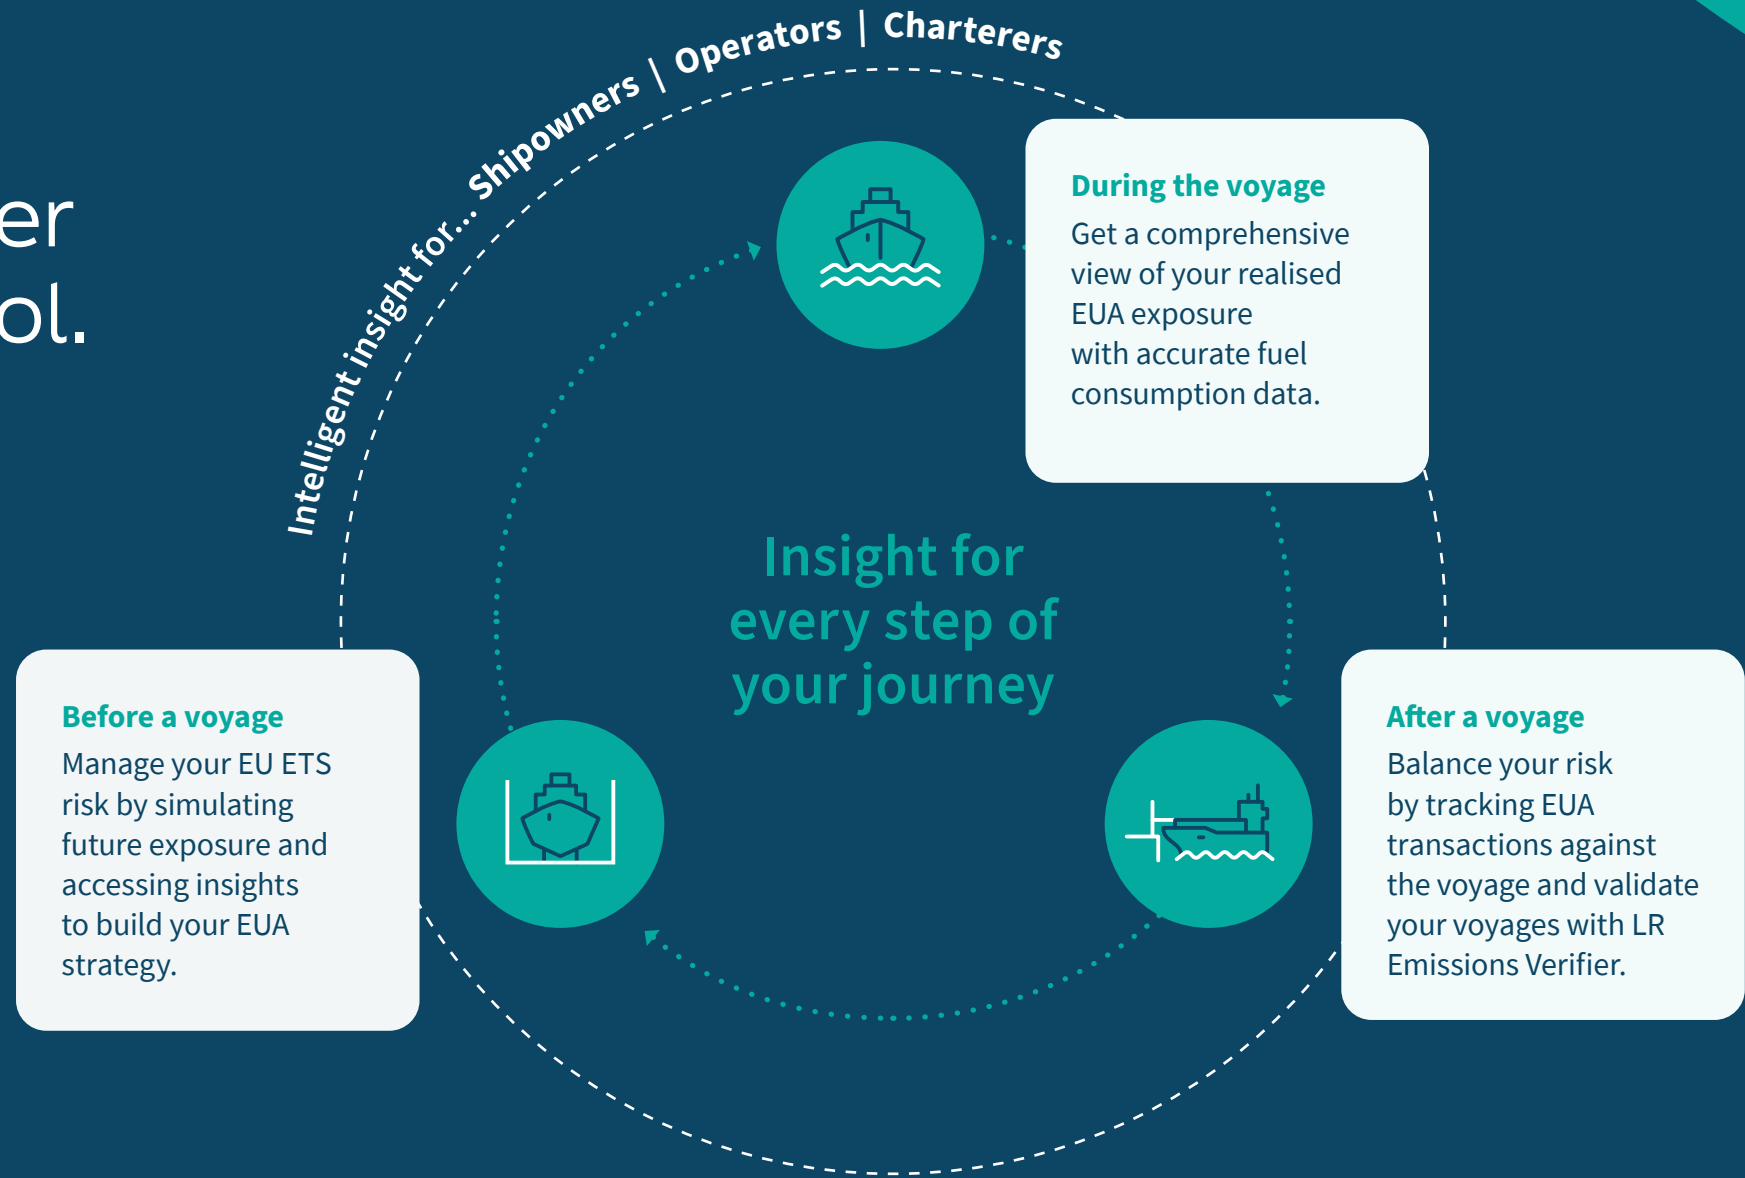 Intelligent insight for... Shipowners | Operators | Charterers
er
ol.
During the voyage
Get a comprehensive
view of your realised
EUA exposure
with accurate fuel
consumption data.
Insight for
every step of
your journey
Before a voyage
Manage your EU ETS
risk by simulating
future exposure and
accessing insights
to build your EUA
strategy.
After a voyage
Balance your risk
by tracking EUA
transactions against
the voyage and validate
your voyages with LR
Emissions Verifier.